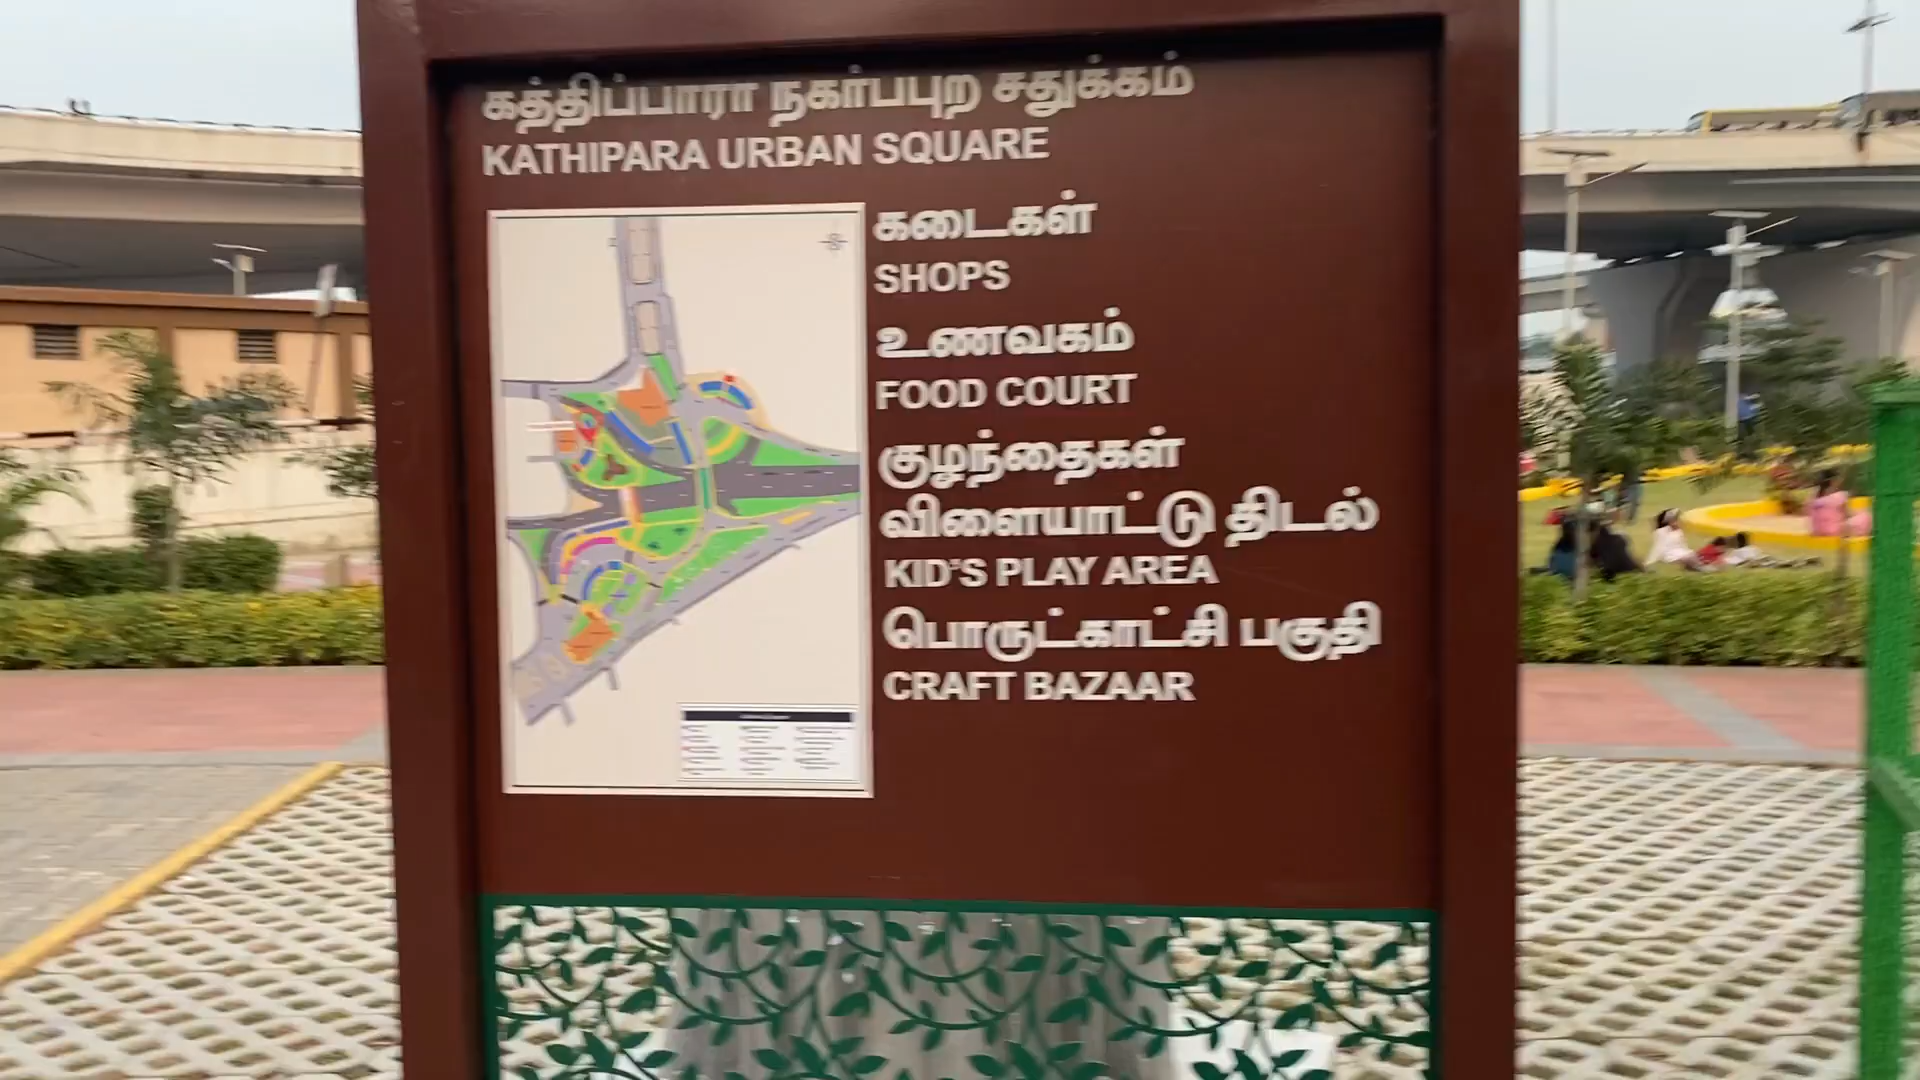 கத்திப்பாரா நகர்ப்புற சதுக்கம்
KATHIPARA URBAN SQUARE
கடைகள்
SHOPS
உணவகம்
FOOD COURT
குழந்தைகள்
விளையாட்டு திடல்
KID'S PLAY AREA
பொருட்காட்சி பகுதி
CRAFT BAZAAR